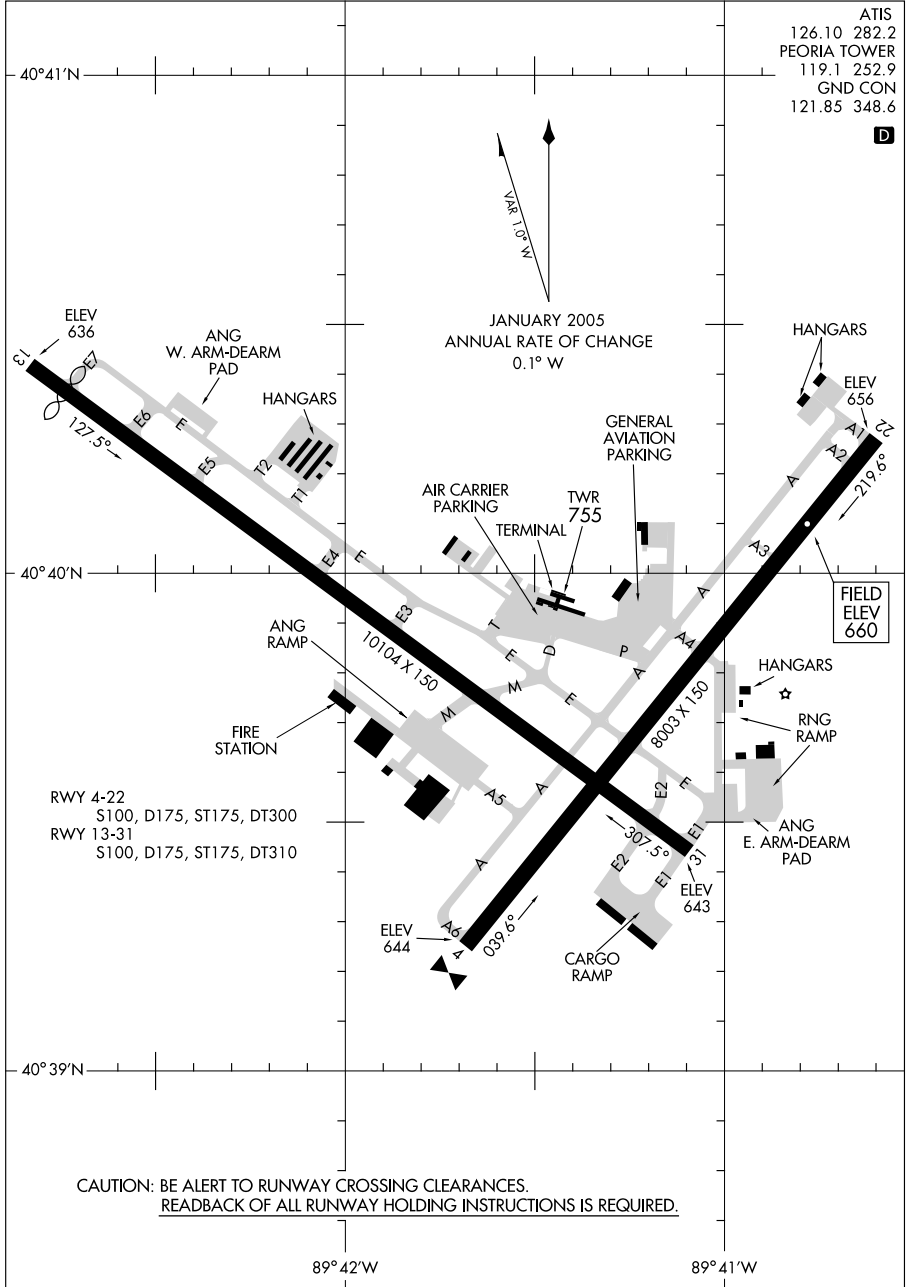 ATIS
126.10 282.2
PEORIA TOWER
119.1 252.9
GND CON
121.85 348.6
D
40°41'N
VAR 1.0° W
JANUARY 2005
ANNUAL RATE OF CHANGE
0.1° W
ELEV
636
13
E7
ANG
W. ARM-DEARM
PAD
HANGARS
127.5°
E6
E
E5
T2
T1
HANGARS
ELEV
656
22
A1
A2
219.6°
A
GENERAL
AVIATION
PARKING
AIR CARRIER
PARKING
TWR
755
TERMINAL
A3
40°40'N
E4
E
E3
A
FIELD
ELEV
660
ANG
RAMP
10104 X 150
T
E
D
P
A
A4
M
M
E
8003 X 150
HANGARS
RNG
RAMP
FIRE
STATION
A5
A
E2
E
RWY 4-22
S100, D175, ST175, DT300
RWY 13-31
S100, D175, ST175, DT310
307.5°
E1
31
ANG
E. ARM-DEARM
PAD
A
E2
E1
ELEV
643
A6
ELEV
644
4
039.6°
CARGO
RAMP
40°39'N
CAUTION: BE ALERT TO RUNWAY CROSSING CLEARANCES.
READBACK OF ALL RUNWAY HOLDING INSTRUCTIONS IS REQUIRED.
89°42'W
89°41'W